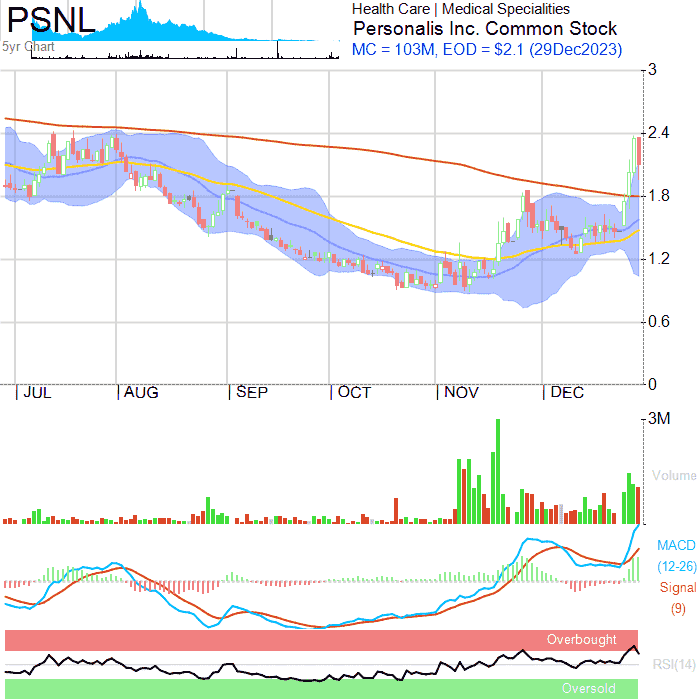 PSNL
5yr Chart
Health Care | Medical Specialities
Personalis Inc. Common Stock
MC = 103M, EOD = $2.1 (29Dec2023)
3
2.4
1.8
1.2
0.6
0
JUL AUG SEP OCT NOV DEC
3M
Volume
MACD
(12-26)
Signal
(9)
Overbought
RSI(14)
Oversold